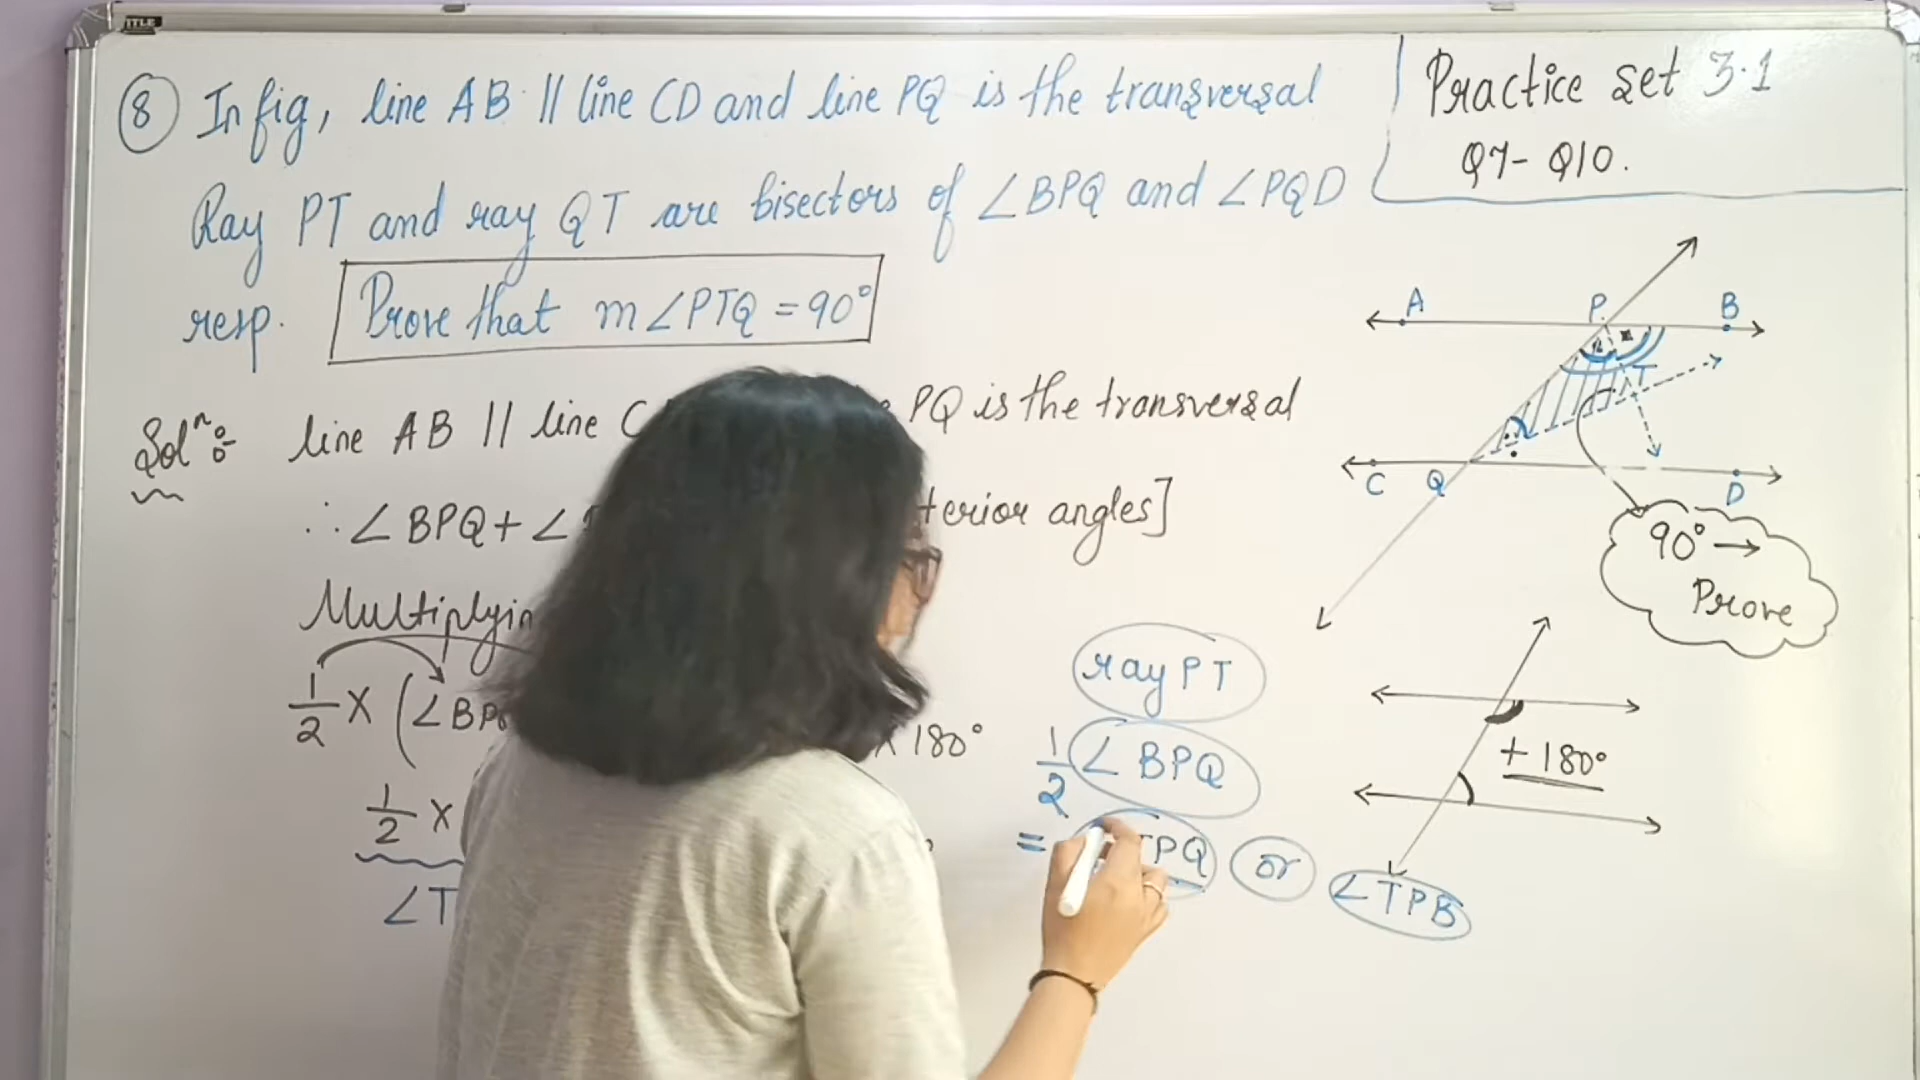 8 In fig, line AB || line CD and line PQ is the transversal
Ray PT and ray QT are bisectors of ∠BPQ and ∠PQD
resp. Prove that m∠PTQ = 90°
Practice set 3.1
Q7- Q10.
Solⁿ: line AB || line PQ is the transversal
∴ ∠BPQ + ∠ angles]
1/2 × (∠BP × 180°
1/2 ×
∠T
ray PT
1/2 ∠BPQ
= TPQ or ∠TPB
A P B
T
C Q D
90° →
Prove
+ 180°